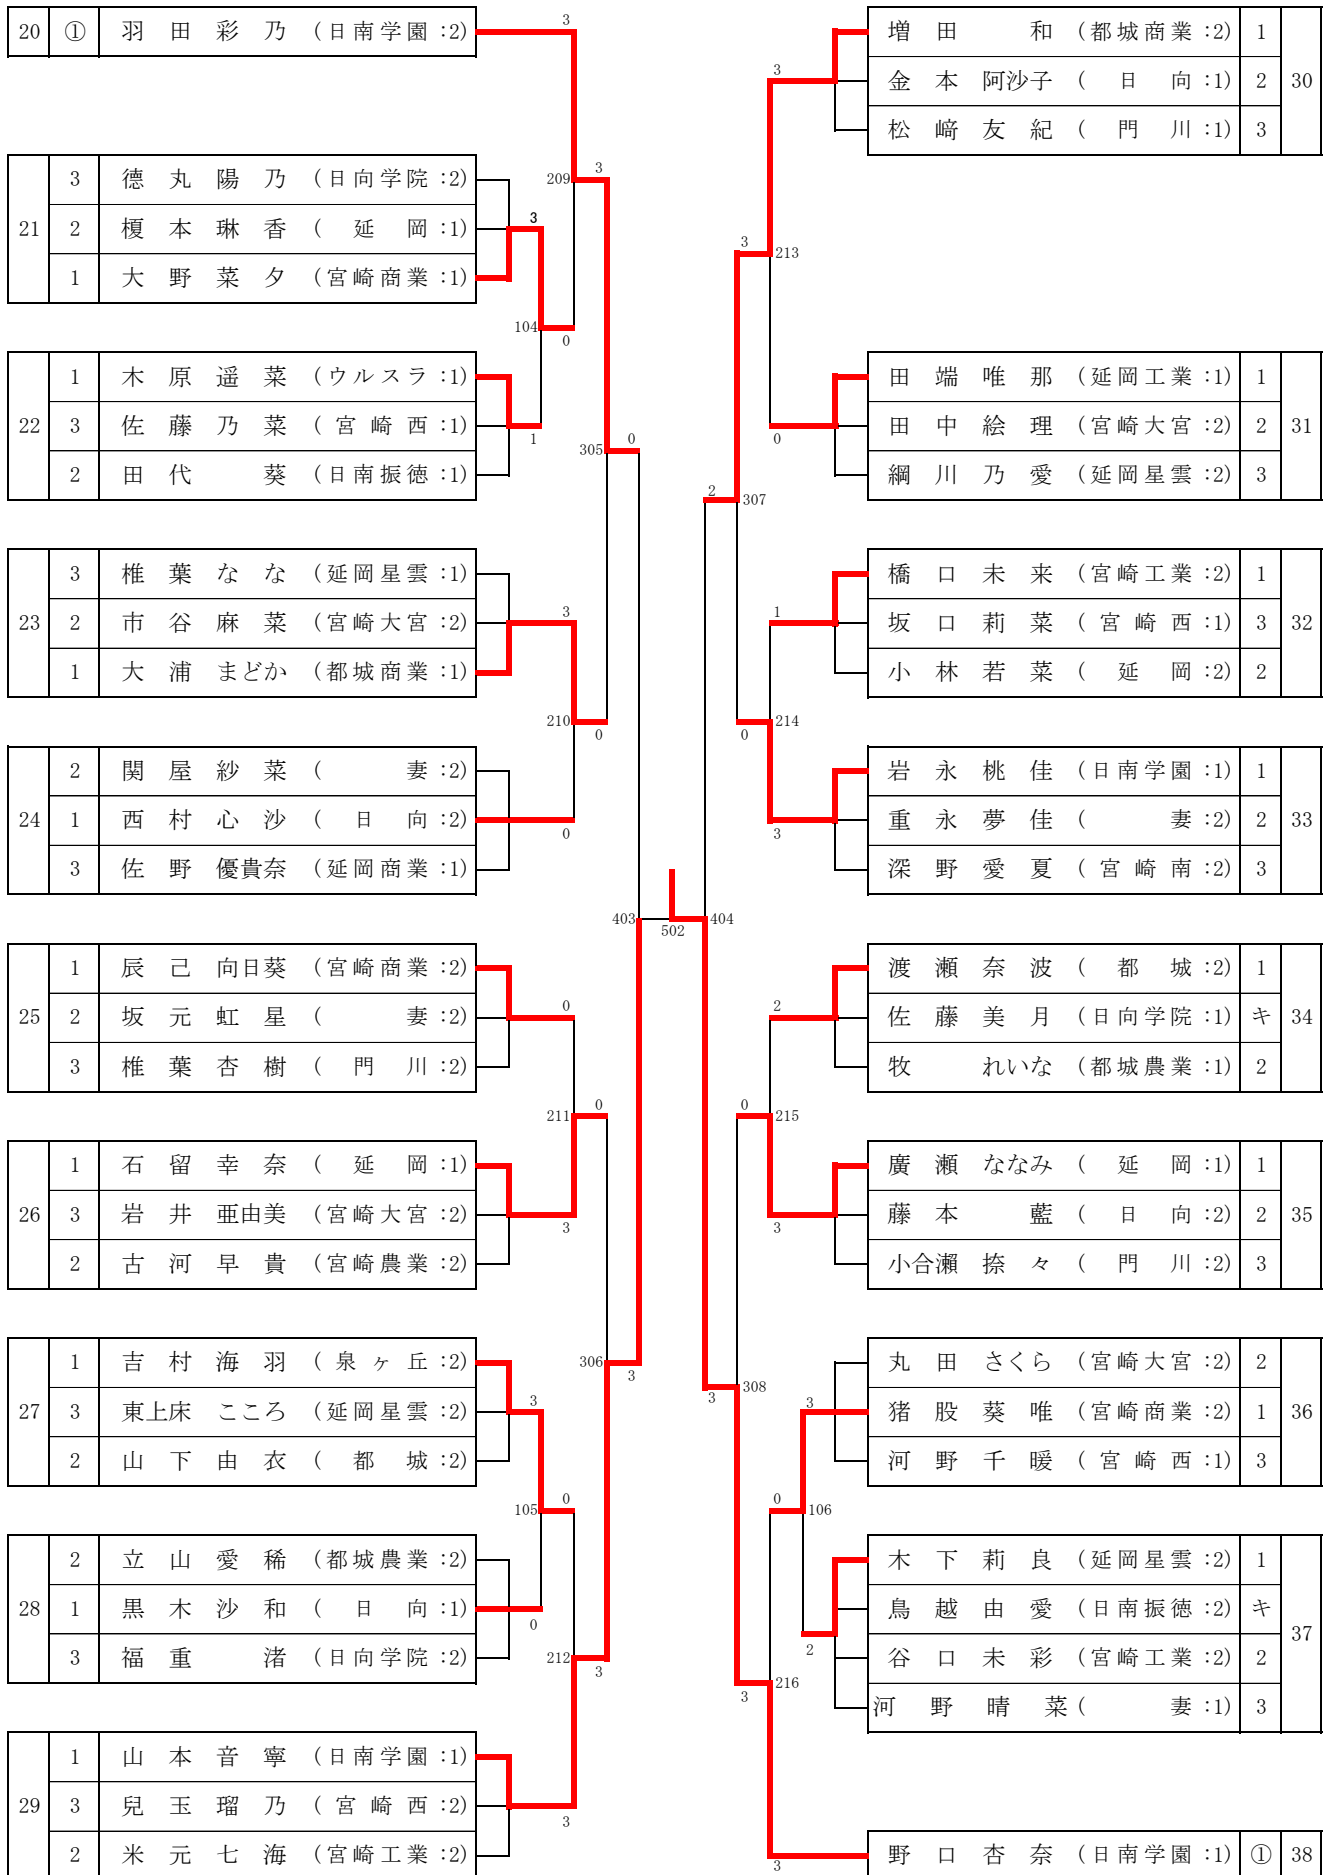 20 ① 羽田彩乃 (日南学園:2)
21 3 徳丸陽乃 (日向学院:2)
2 榎本琳香 (延岡:1)
1 大野菜夕 (宮崎商業:1)
22 1 木原遥菜 (ウルスラ:1)
3 佐藤乃菜 (宮崎西:1)
2 田代葵 (日南振徳:1)
23 3 椎葉なな (延岡星雲:1)
2 市谷麻菜 (宮崎大宮:2)
1 大浦まどか (都城商業:1)
24 2 関屋紗菜 (妻:2)
1 西村心沙 (日向:2)
3 佐野優貴奈 (延岡商業:1)
25 1 辰己向日葵 (宮崎商業:2)
2 坂元虹星 (妻:2)
3 椎葉杏樹 (門川:2)
26 1 石留幸奈 (延岡:1)
3 岩井亜由美 (宮崎大宮:2)
2 古河早貴 (宮崎農業:2)
27 1 吉村海羽 (泉ヶ丘:2)
3 東上床こころ (延岡星雲:2)
2 山下由衣 (都城:2)
28 2 立山愛稀 (都城農業:2)
1 黒木沙和 (日向:1)
3 福重渚 (日向学院:2)
29 1 山本音寧 (日南学園:1)
3 兒玉瑠乃 (宮崎西:2)
2 米元七海 (宮崎工業:2)
3
209
3
3
104
0
1
305
0
3
210
0
0
403
502
0
211
0
3
306
3
3
105
0
0
212
3
3
3
3
213
0
2
307
1
214
0
3
404
2
0
215
3
3
308
3
0
106
2
3
216
3
増田和 (都城商業:2) 1 30
金本阿沙子 (日向:1) 2
松﨑友紀 (門川:1) 3
田端唯那 (延岡工業:1) 1 31
田中絵理 (宮崎大宮:2) 2
綱川乃愛 (延岡星雲:2) 3
橋口未来 (宮崎工業:2) 1 32
坂口莉菜 (宮崎西:1) 3
小林若菜 (延岡:2) 2
岩永桃佳 (日南学園:1) 1 33
重永夢佳 (妻:2) 2
深野愛夏 (宮崎南:2) 3
渡瀬奈波 (都城:2) 1 34
佐藤美月 (日向学院:1) キ
牧れいな (都城農業:1) 2
廣瀬ななみ (延岡:1) 1 35
藤本藍 (日向:2) 2
小合瀬捺々 (門川:2) 3
丸田さくら (宮崎大宮:2) 2 36
猪股葵唯 (宮崎商業:2) 1
河野千暖 (宮崎西:1) 3
木下莉良 (延岡星雲:2) 1 37
鳥越由愛 (日南振徳:2) キ
谷口未彩 (宮崎工業:2) 2
河野晴菜 (妻:1) 3
野口杏奈 (日南学園:1) ① 38